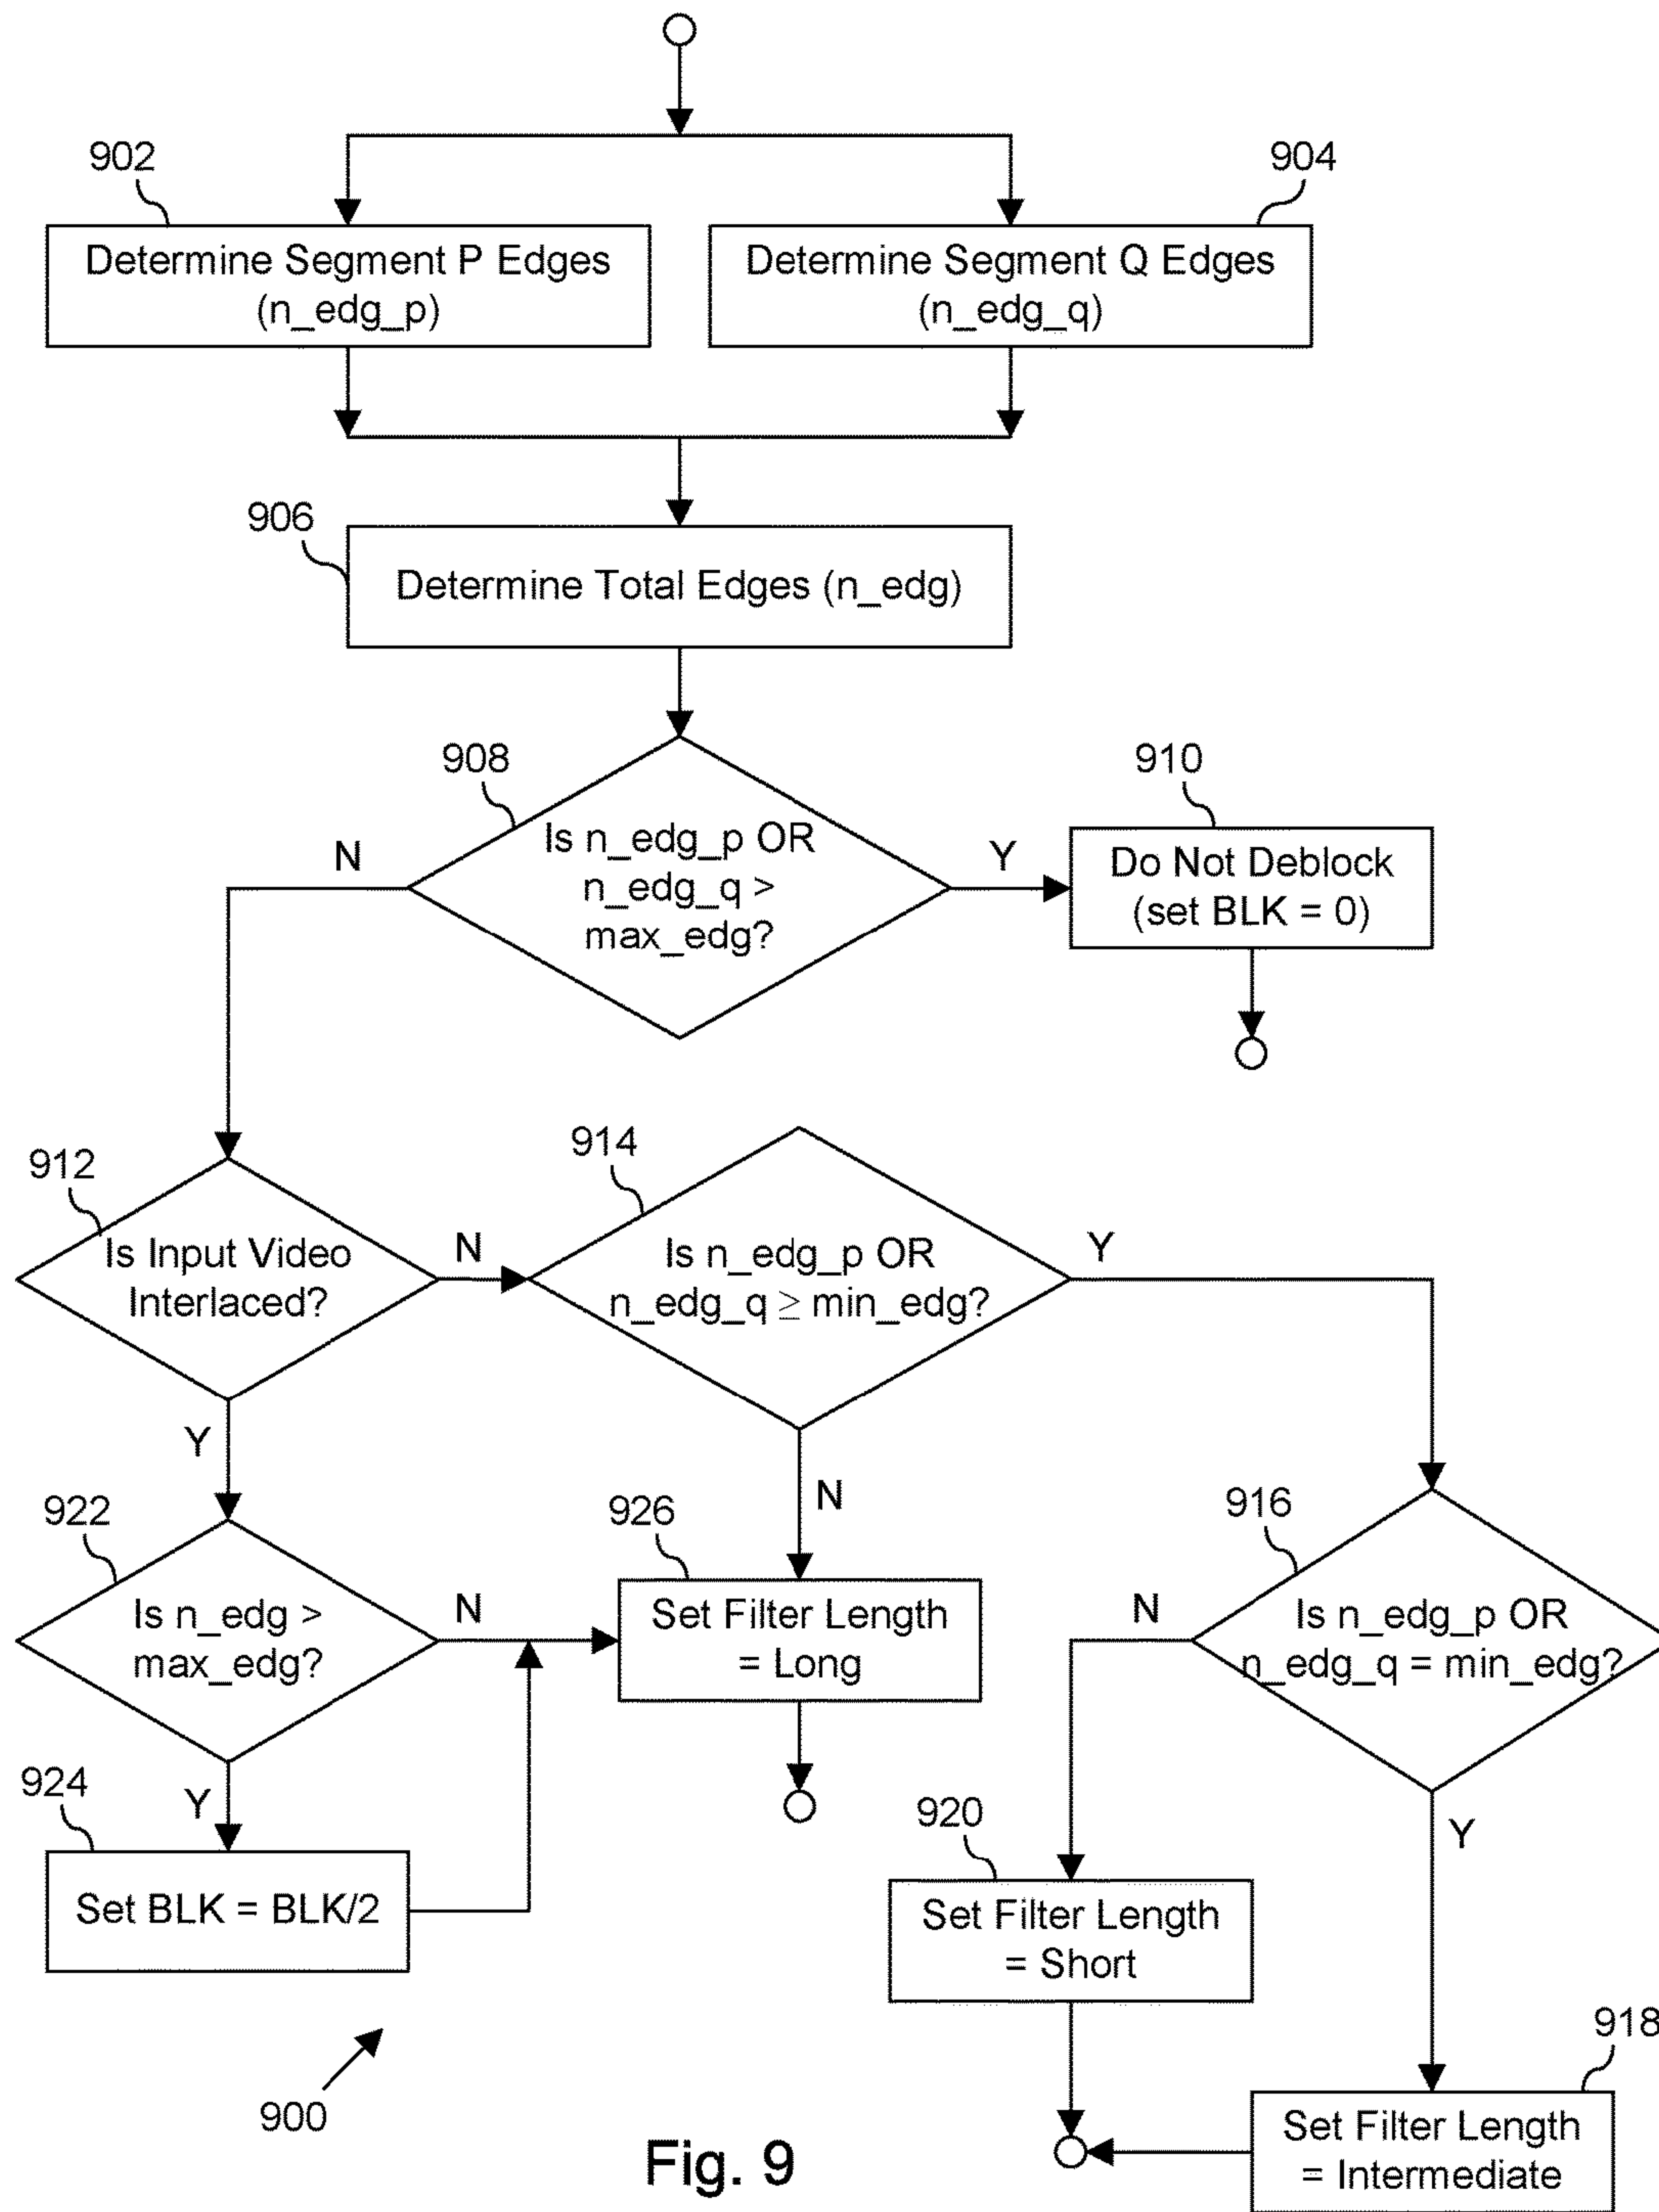 902
904
Determine Segment P Edges
(n_edg_p)
Determine Segment Q Edges
(n_edg_q)
906
Determine Total Edges (n_edg)
908
910
Is n_edg_p OR
n_edg_q >
max_edg?
N
Y
Do Not Deblock
(set BLK = 0)
912
914
Is Input Video
Interlaced?
N
Is n_edg_p OR
n_edg_q ≥ min_edg?
Y
Y
N
922
926
916
Is n_edg >
max_edg?
N
Set Filter Length
= Long
N
Is n_edg_p OR
n_edg_q = min_edg?
924
Y
920
Y
Set BLK = BLK/2
Set Filter Length
= Short
918
900
Set Filter Length
= Intermediate
Fig. 9